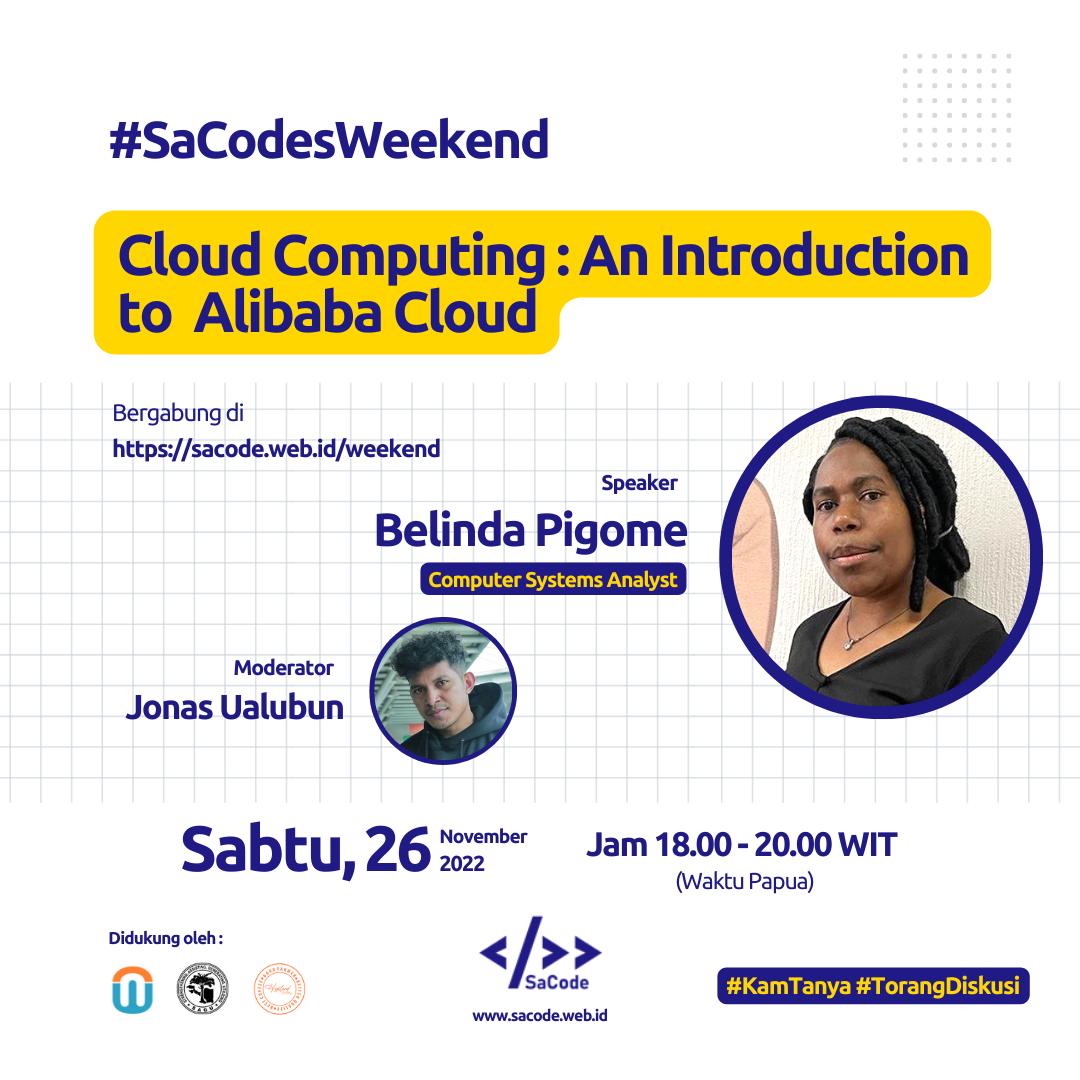 #SaCodesWeekend
Cloud Computing : An Introduction
to Alibaba Cloud
Bergabung di
https://sacode.web.id/weekend
Speaker
Belinda Pigome
Computer Systems Analyst
Moderator
Jonas Ualubun
Sabtu, 26
November
2022
Jam 18.00 - 20.00 WIT
(Waktu Papua)
Didukung oleh :
SAGU
SaCode
www.sacode.web.id
#KamTanya #TorangDiskusi